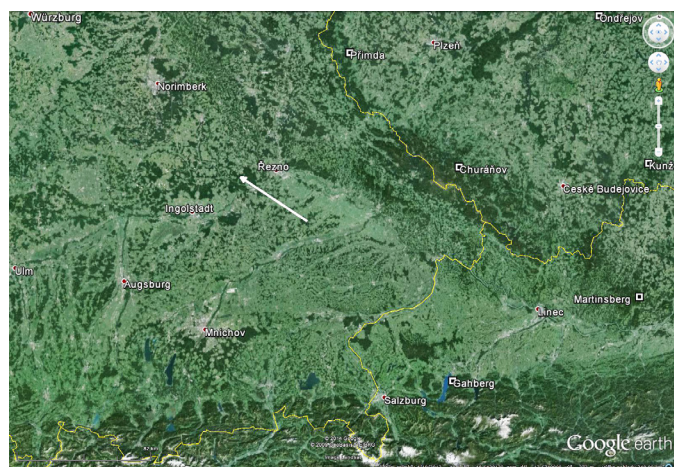 Würzburg
Ondřejov
Plzeň
Přimda
Norimberk
Řezno
Churáňov
Kunž
České Budějovice
Ingolstadt
Ulm
Augsburg
Martinsberg
Linec
Mnichov
Gahberg
Salzburg
Google earth